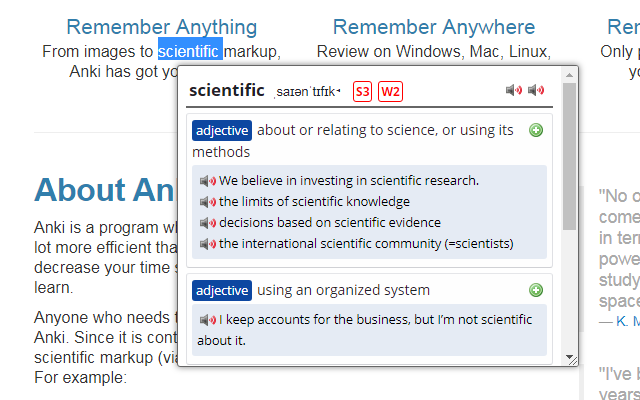 Remember Anything
From images to scientific markup,
Anki has got yo
Remember Anywhere
Review on Windows, Mac, Linux,
Re
Only p
yo
scientific ˌsaɪənˈtɪfɪk◂ S3 W2
adjective about or relating to science, or using its
methods
We believe in investing in scientific research.
the limits of scientific knowledge
decisions based on scientific evidence
the international scientific community (=scientists)
adjective using an organized system
I keep accounts for the business, but I'm not scientific
about it.
About An
Anki is a program wh
lot more efficient tha
decrease your time s
learn.
Anyone who needs t
Anki. Since it is cont
scientific markup (via
For example:
"No o
come
in tern
power
study
space
— K. M
"I've b
years